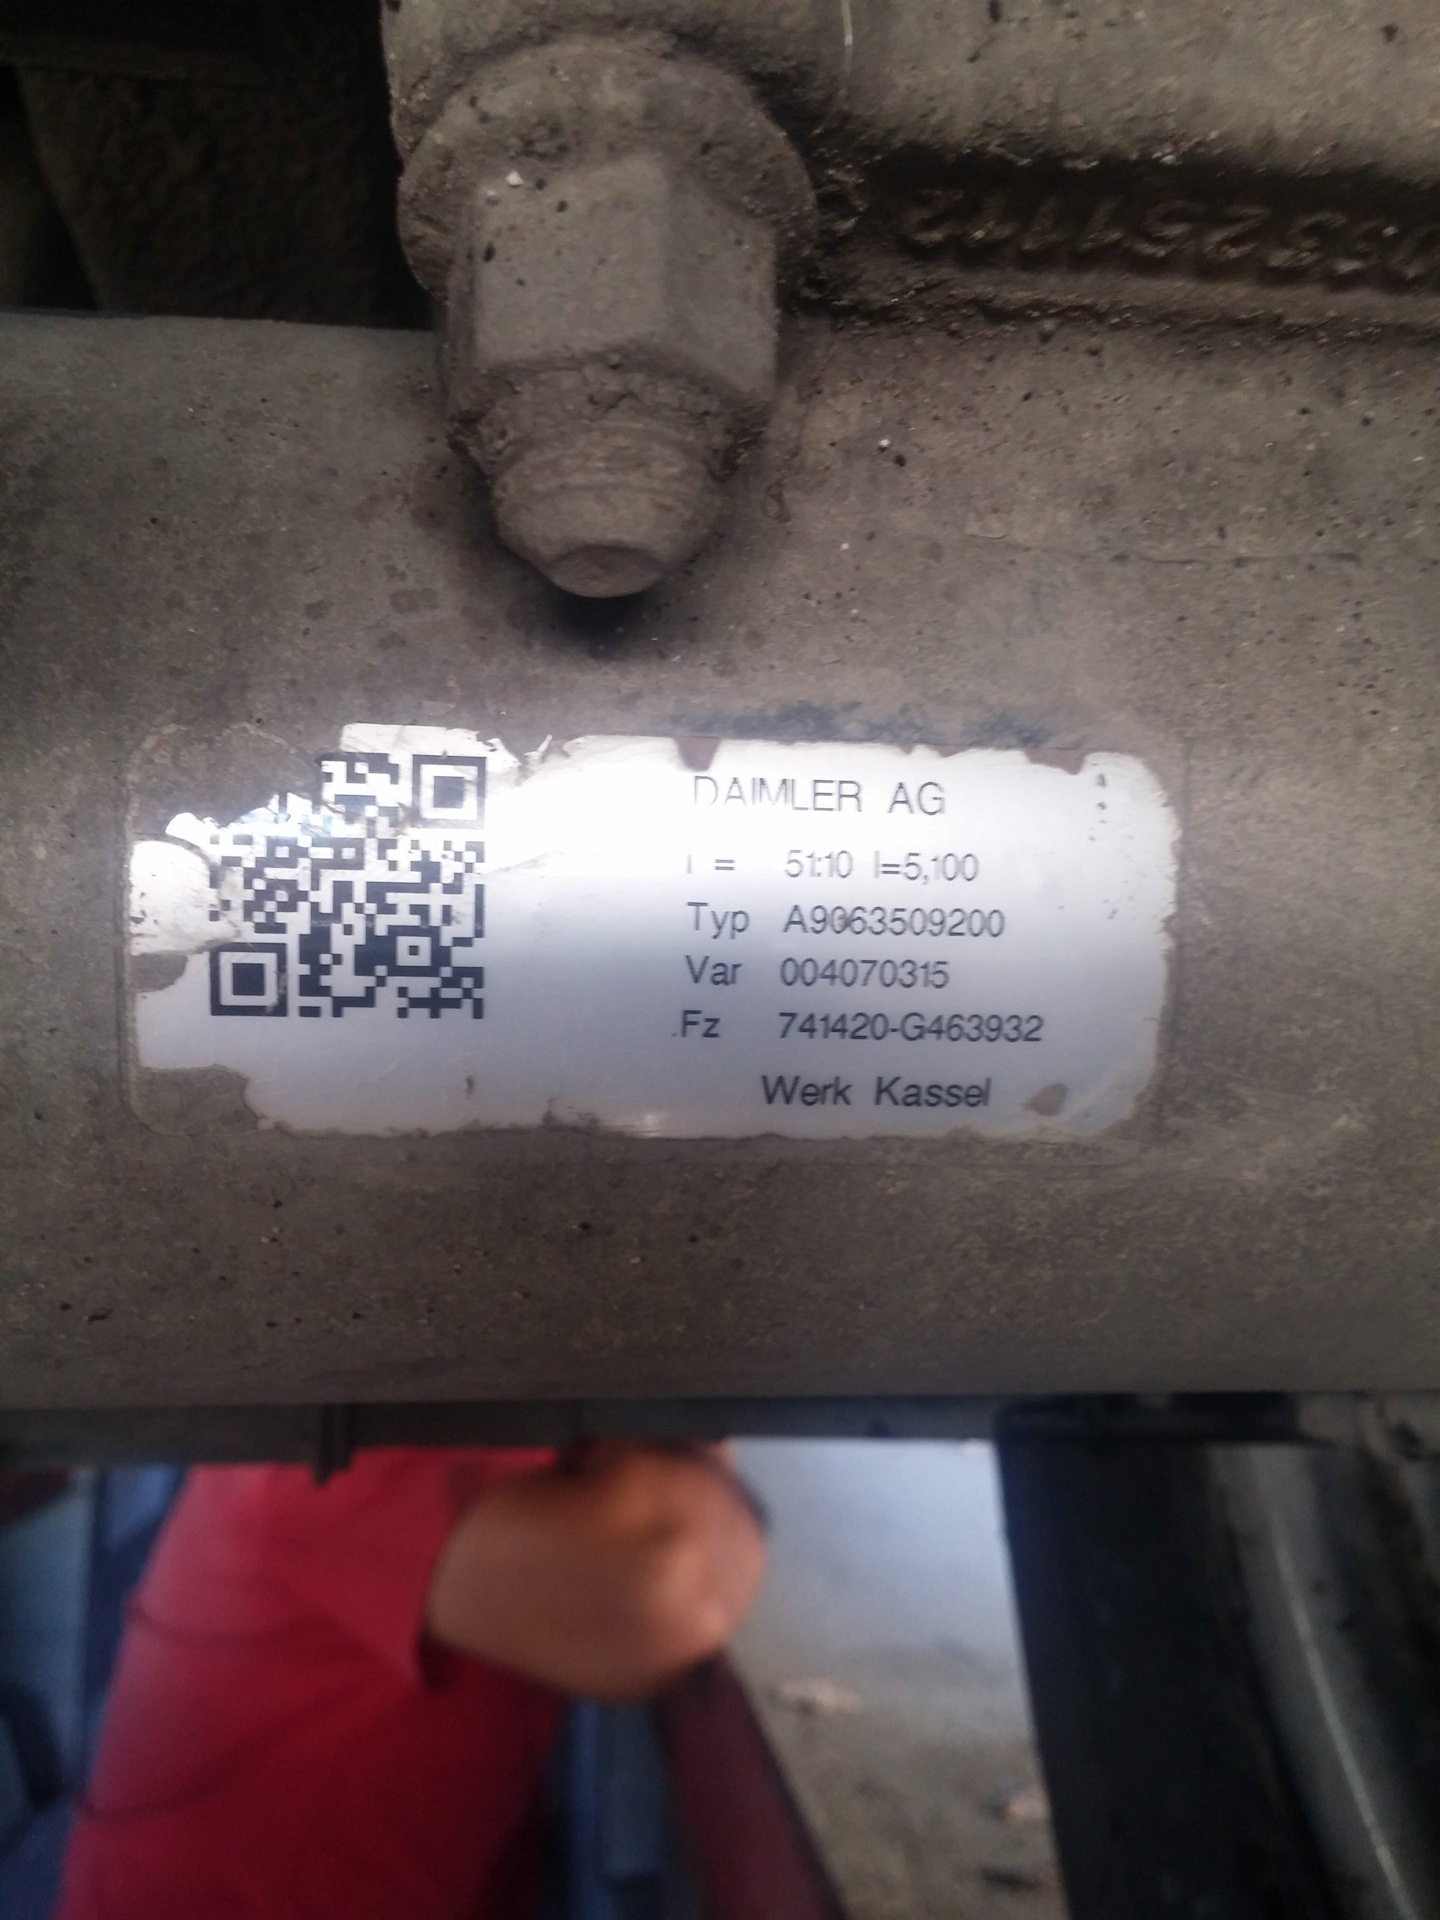 DAIMLER AG
i = 51:10 I=5,100
Typ A9063509200
Var 004070315
Fz 741420-G463932
Werk Kassel